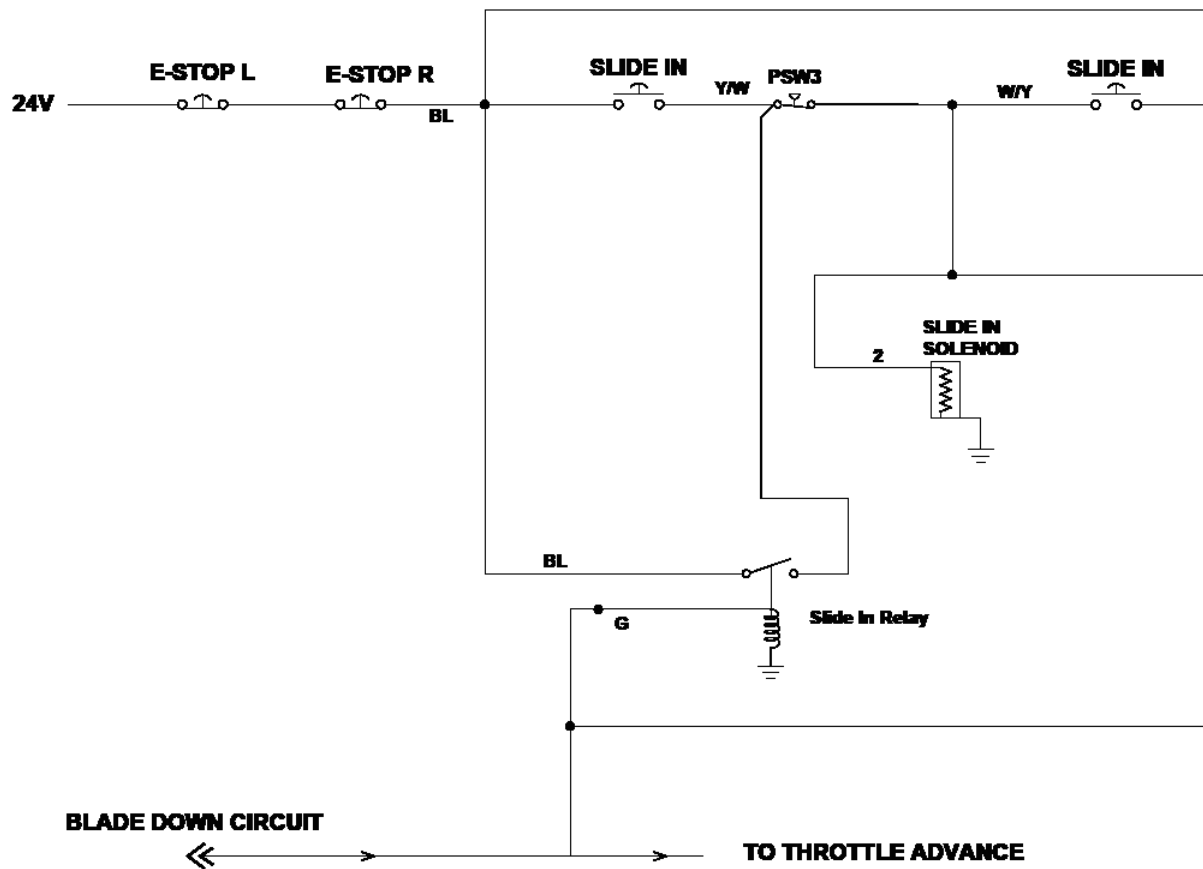 E-STOP L
E-STOP R
SLIDE IN
PSW3
SLIDE IN
24V
BL
Y/W
W/Y
SLIDE IN
SOLENOID
2
BL
G
Slide In Relay
BLADE DOWN CIRCUIT
TO THROTTLE ADVANCE